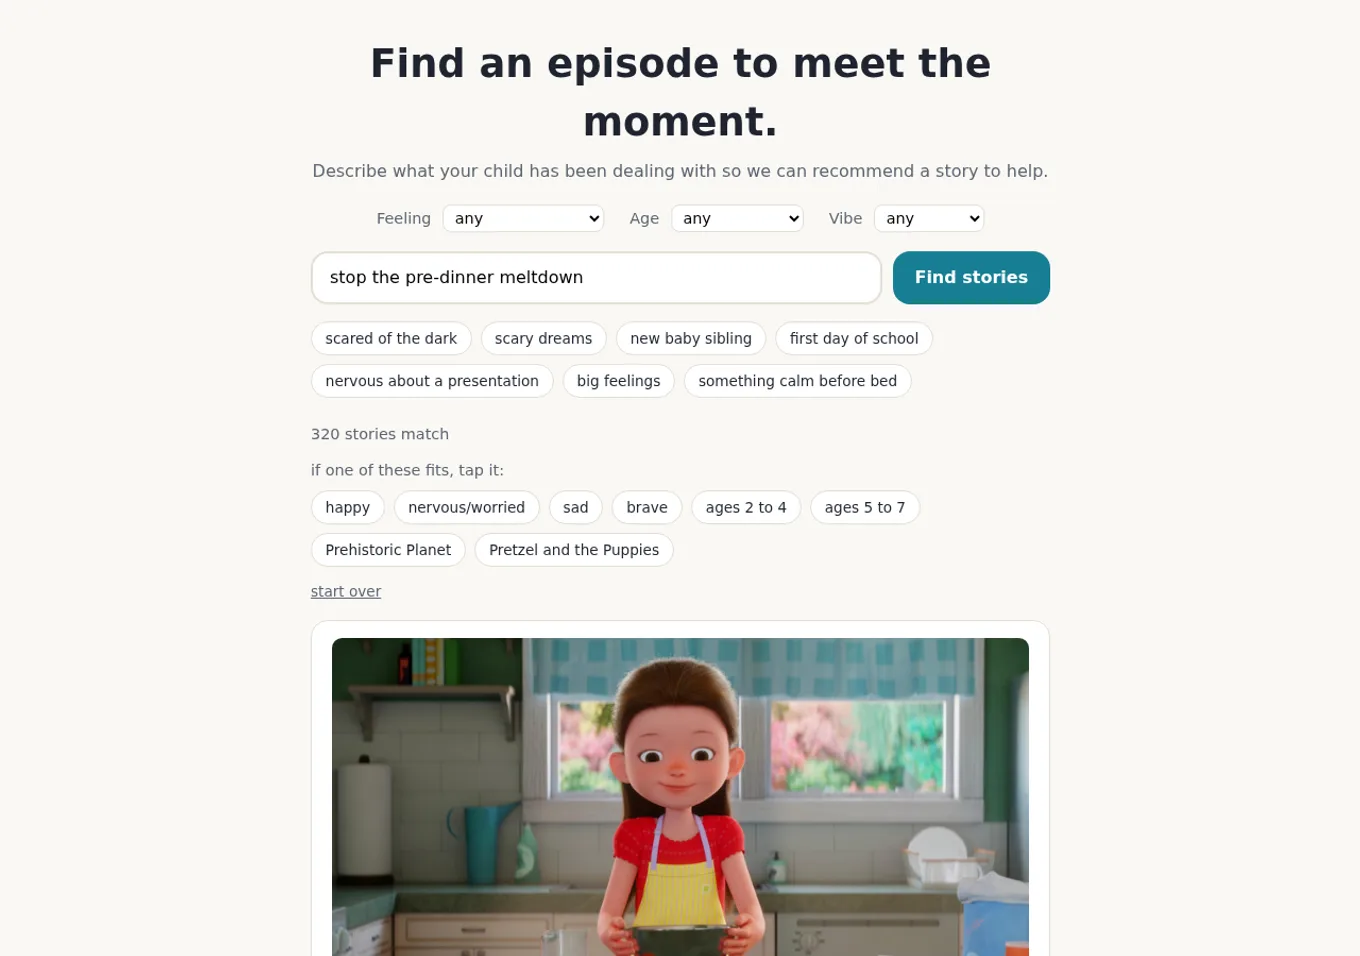 Find an episode to meet the
moment.
Describe what your child has been dealing with so we can recommend a story to help.
Feeling any Age any Vibe any
stop the pre-dinner meltdown Find stories
scared of the dark scary dreams new baby sibling first day of school
nervous about a presentation big feelings something calm before bed
320 stories match
if one of these fits, tap it:
happy nervous/worried sad brave ages 2 to 4 ages 5 to 7
Prehistoric Planet Pretzel and the Puppies
start over